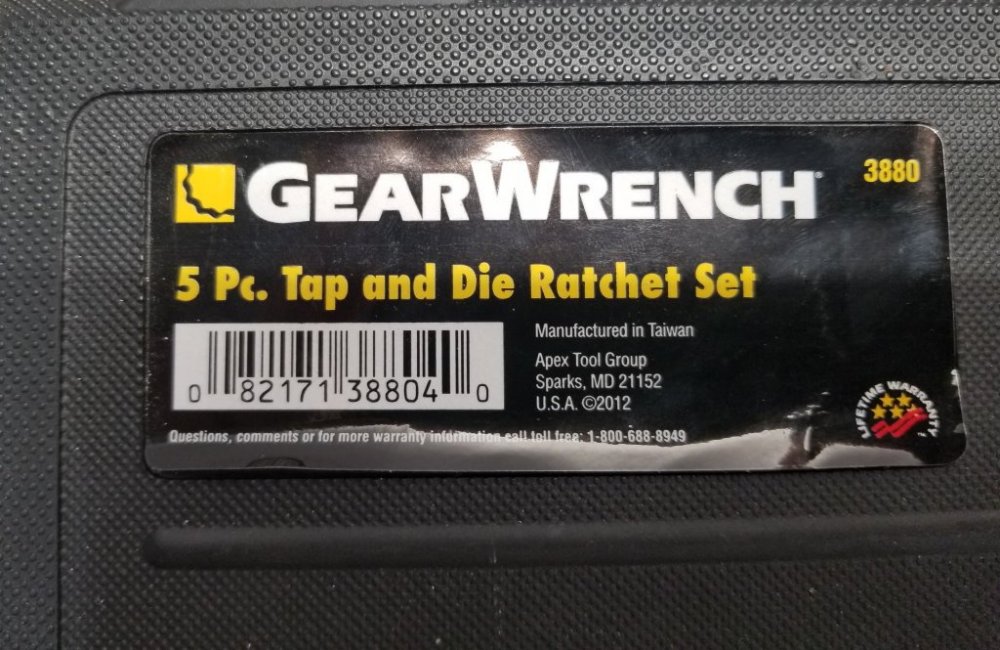 GEARWRENCH
3880
5 Pc. Tap and Die Ratchet Set
0 82171 38804 0
Manufactured in Taiwan
Apex Tool Group
Sparks, MD 21152
U.S.A. ©2012
LIFETIME WARRANTY™
Questions, comments or for more warranty information call toll free: 1-800-688-8949